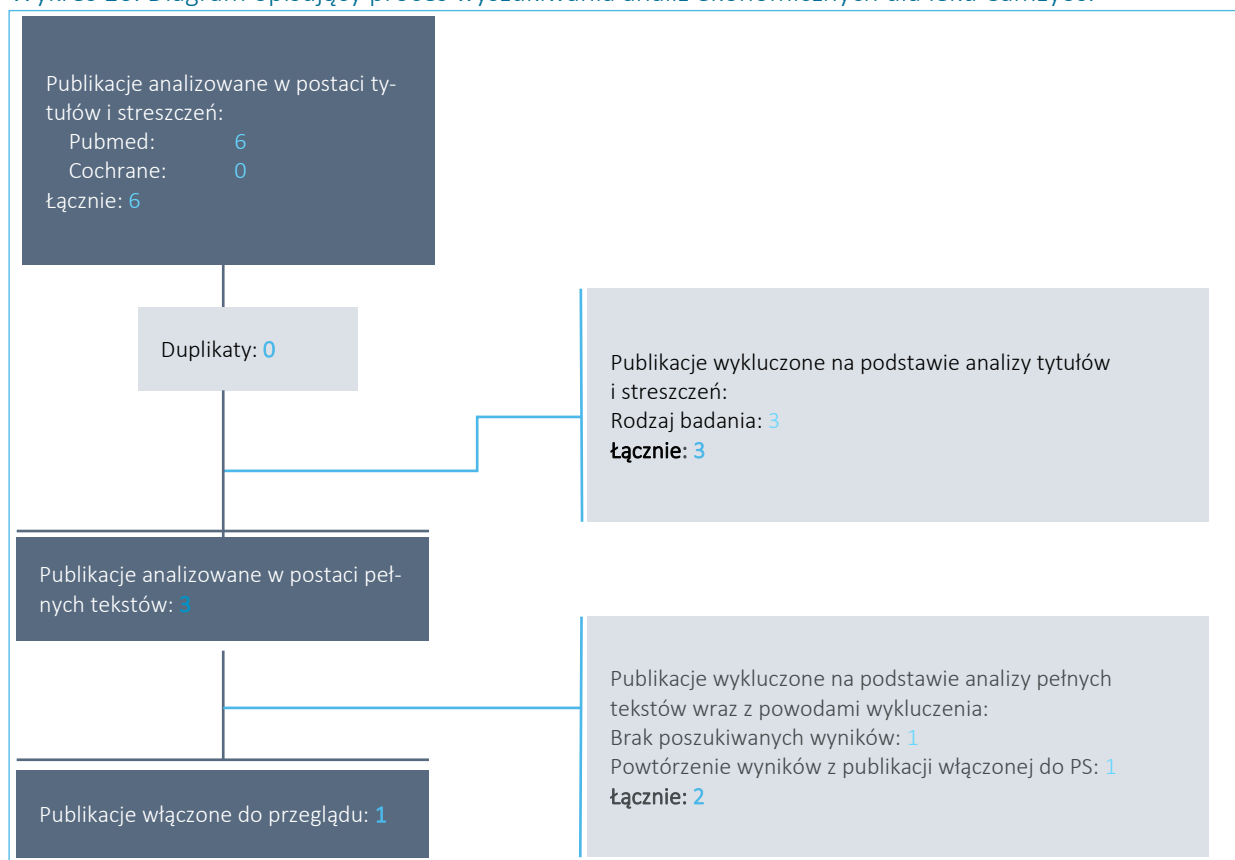 Publikacje analizowane w postaci ty-
tułów i streszczeń:
Pubmed: 6
Cochrane: 0
Łącznie: 6
Duplikaty: 0
Publikacje wykluczone na podstawie analizy tytułów
i streszczeń:
Rodzaj badania: 3
Łącznie: 3
Publikacje analizowane w postaci peł-
nych tekstów: 3
Publikacje wykluczone na podstawie analizy pełnych
tekstów wraz z powodami wykluczenia:
Brak poszukiwanych wyników: 1
Powtórzenie wyników z publikacji włączonej do PS: 1
Łącznie: 2
Publikacje włączone do przeglądu: 1